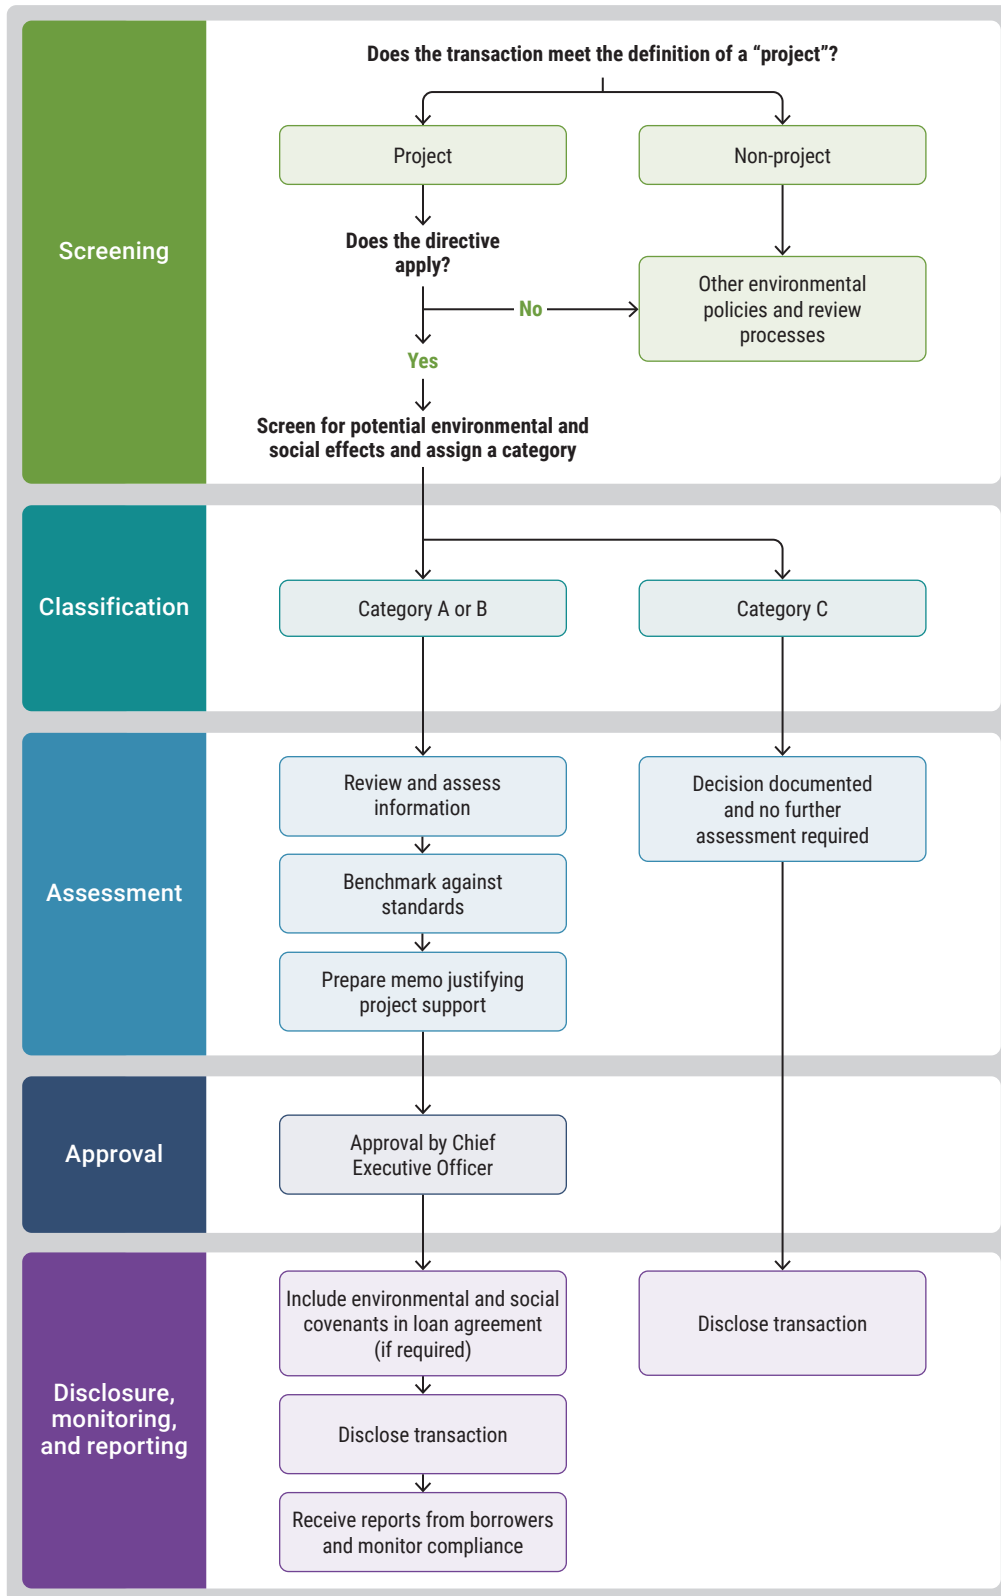 Screening
Does the transaction meet the definition of a “project”?
Project
Non-project
Does the directive
apply?
No
Other environmental
policies and review
processes
Yes
Screen for potential environmental and
social effects and assign a category
Classification
Category A or B
Category C
Assessment
Review and assess
information
Decision documented
and no further
assessment required
Benchmark against
standards
Prepare memo justifying
project support
Approval
Approval by Chief
Executive Officer
Disclosure,
monitoring,
and reporting
Include environmental and social
covenants in loan agreement
(if required)
Disclose transaction
Disclose transaction
Receive reports from borrowers
and monitor compliance